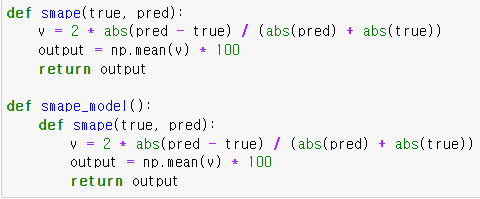 def smape(true, pred):
    v = 2 * abs(pred - true) / (abs(pred) + abs(true))
    output = np.mean(v) * 100
    return output

def smape_model():
    def smape(true, pred):
        v = 2 * abs(pred - true) / (abs(pred) + abs(true))
        output = np.mean(v) * 100
        return output